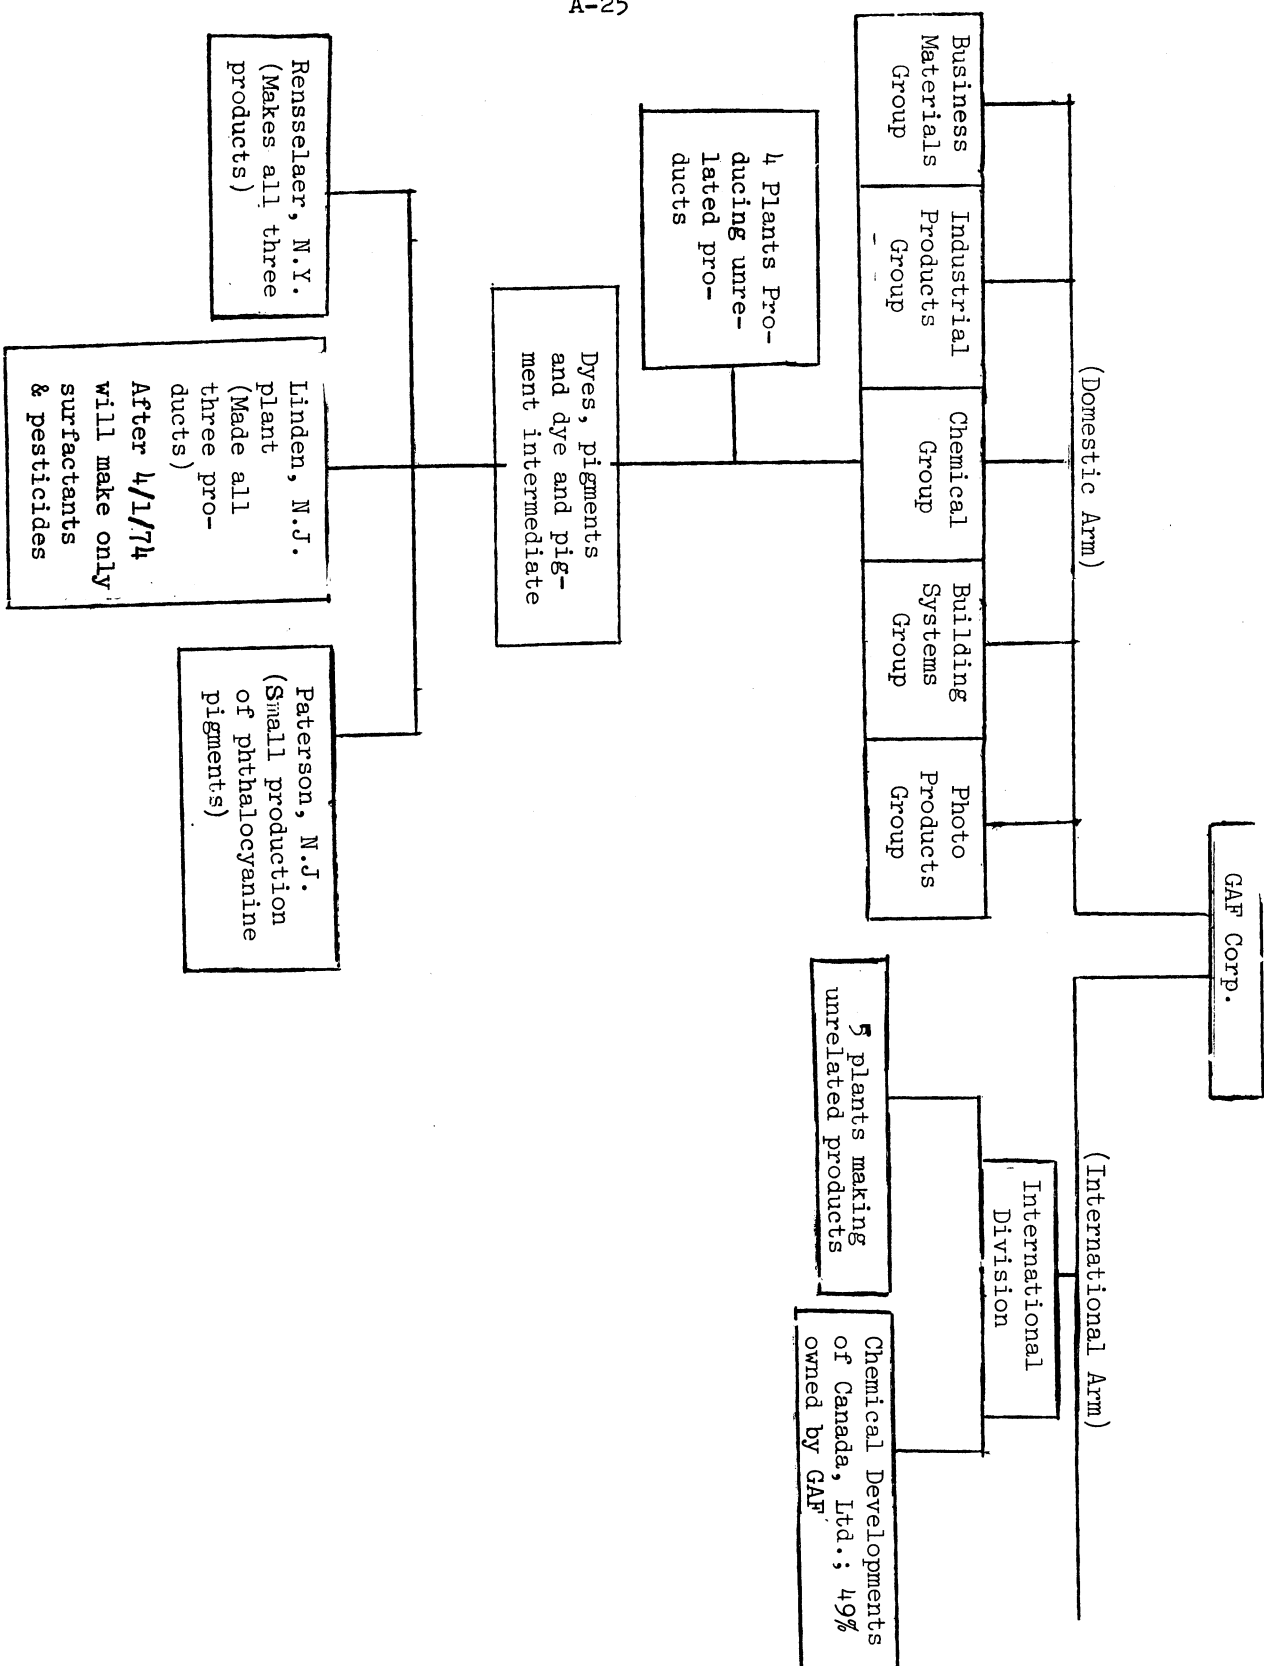 A-25
GAF Corp.
(Domestic Arm)
(International Arm)
Business
Materials
Group
Industrial
Products
Group
Chemical
Group
Building
Systems
Group
Photo
Products
Group
International
Division
4 Plants Pro-
ducing unre-
lated pro-
ducts
5 plants making
unrelated products
Chemical Developments
of Canada, Ltd.; 49%
owned by GAF
Dyes, pigments
and dye and pig-
ment intermediate
Rensselaer, N.Y.
(Makes all three
products)
Linden, N.J.
plant
(Made all
three pro-
ducts)
After 4/1/74
will make only
surfactants
& pesticides
Paterson, N.J.
(Small production
of phthalocyanine
pigments)